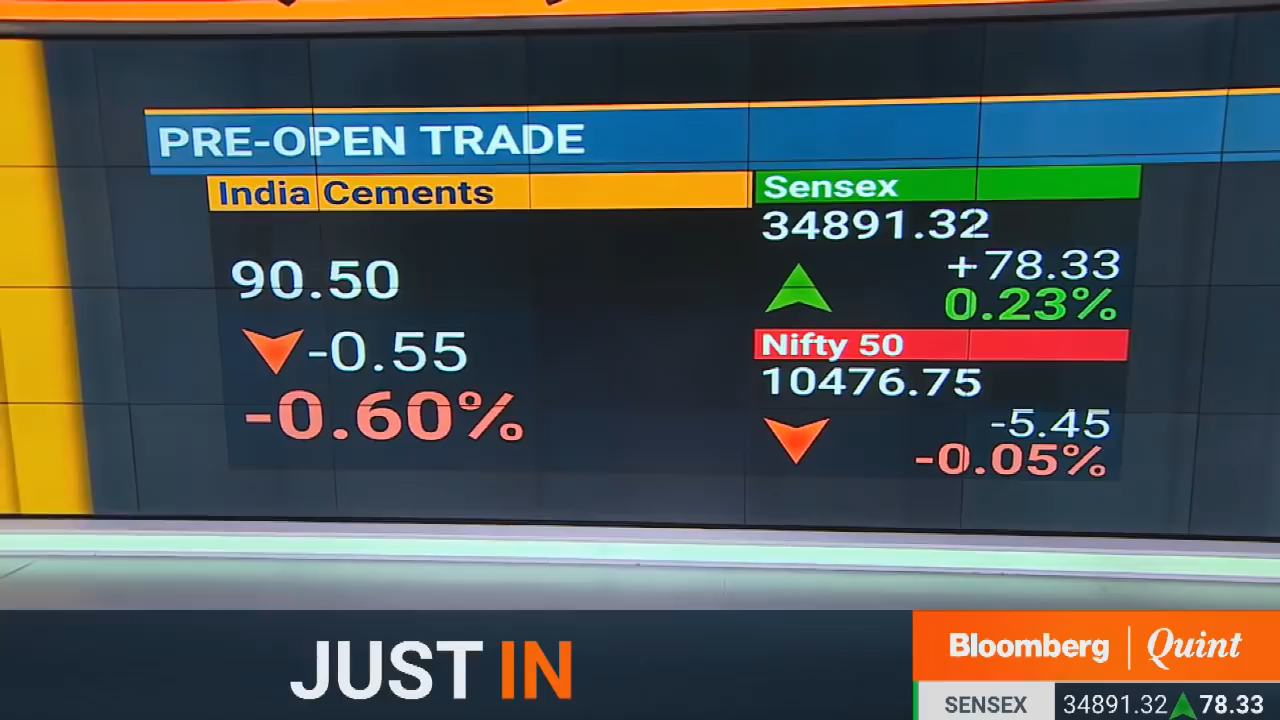 PRE-OPEN TRADE
India Cements
90.50
-0.55
-0.60%
Sensex
34891.32
+78.33
0.23%
Nifty 50
10476.75
-5.45
-0.05%
JUST IN
Bloomberg | Quint
SENSEX 34891.32 78.33